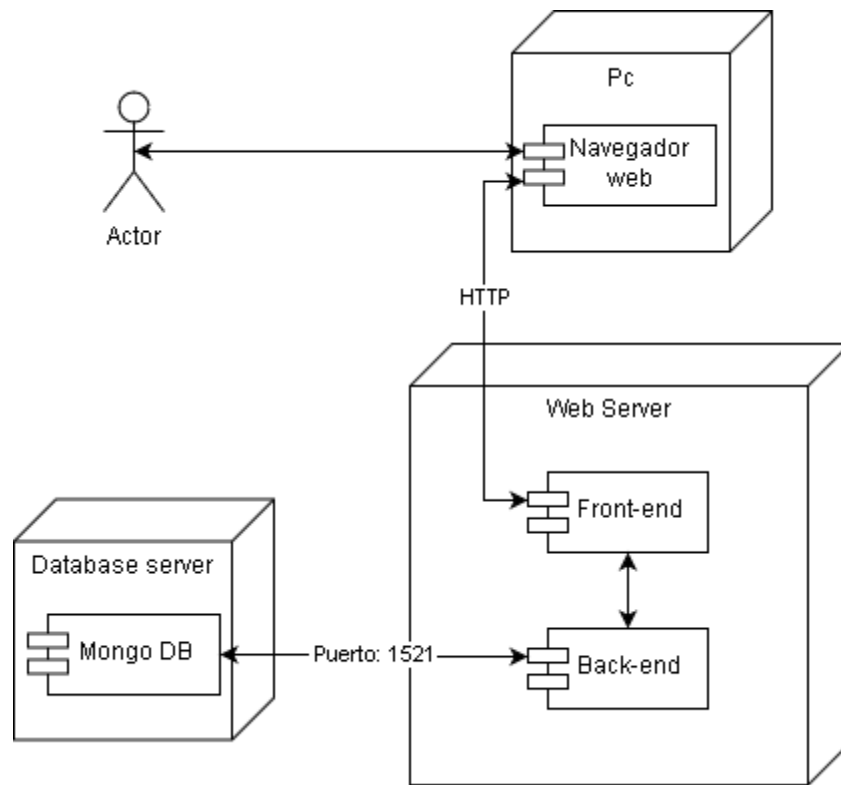 Pc
Navegador
web
Actor
HTTP
Web Server
Front-end
Database server
Mongo DB
Puerto: 1521
Back-end